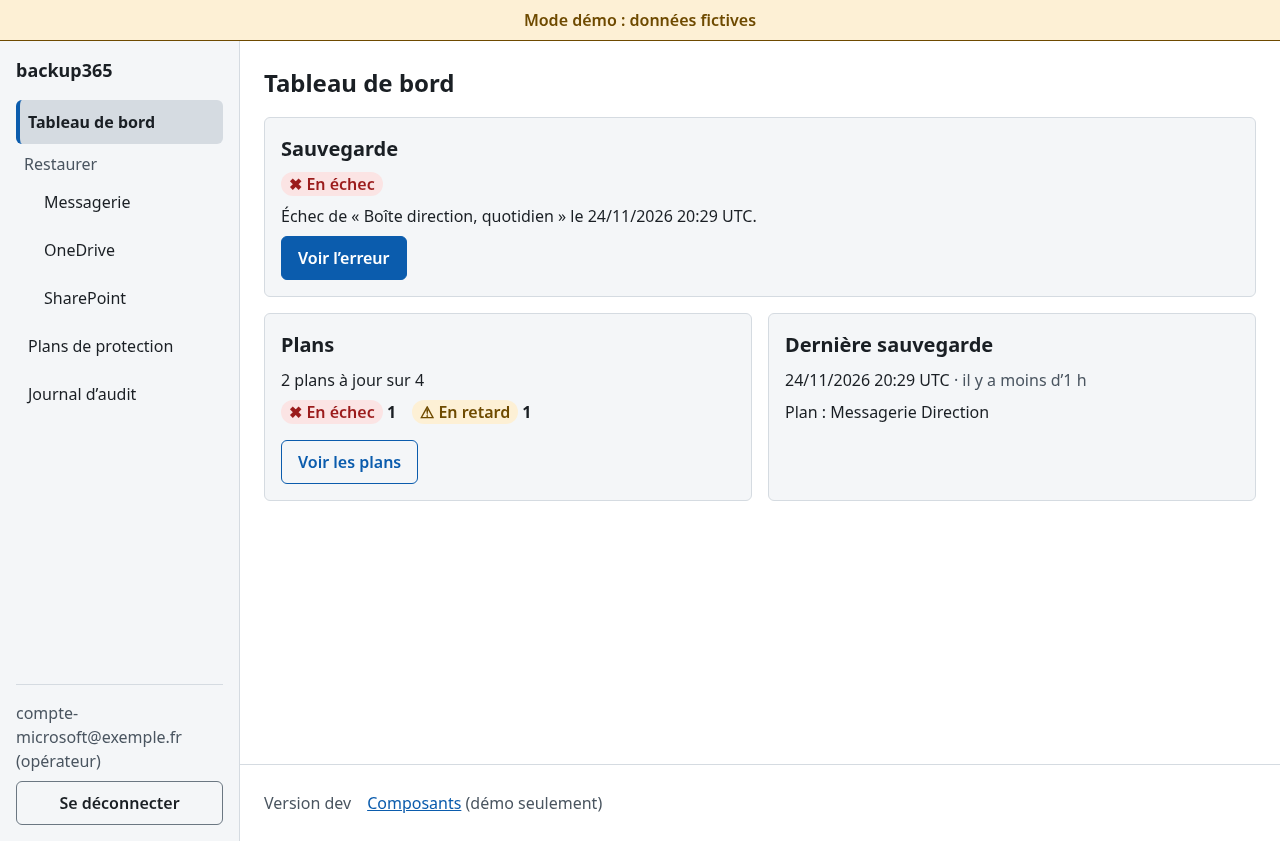 Mode démo : données fictives
backup365
Tableau de bord
Restaurer
Messagerie
OneDrive
SharePoint
Plans de protection
Journal d’audit
compte-
microsoft@exemple.fr
(opérateur)
Se déconnecter
Tableau de bord
Sauvegarde
✖ En échec
Échec de « Boîte direction, quotidien » le 24/11/2026 20:29 UTC.
Voir l’erreur
Plans
2 plans à jour sur 4
✖ En échec 1 ⚠ En retard 1
Voir les plans
Dernière sauvegarde
24/11/2026 20:29 UTC · il y a moins d’1 h
Plan : Messagerie Direction
Version dev Composants (démo seulement)